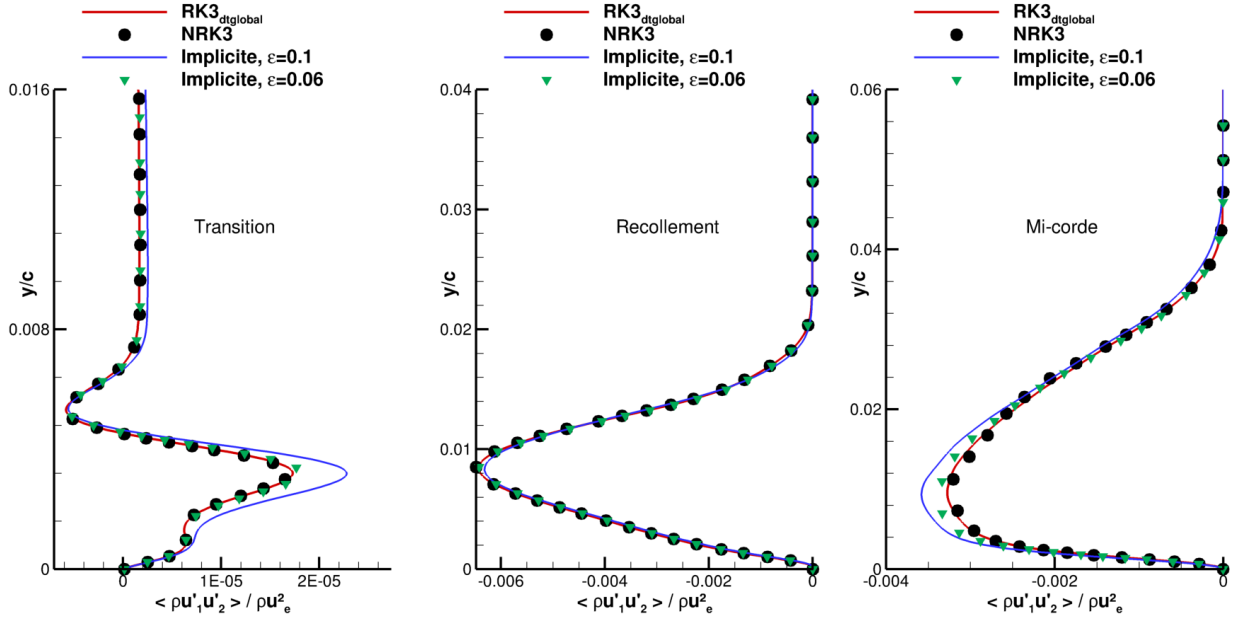 RK3dtglobal
NRK3
Implicite, ε=0.1
Implicite, ε=0.06
0.016
0.008
0
y/c
Transition
0
1E-05
2E-05
< ρu'₁u'₂ > / ρu²ₑ
RK3dtglobal
NRK3
Implicite, ε=0.1
Implicite, ε=0.06
0.04
0.03
0.02
0.01
0
y/c
Recollement
-0.006
-0.004
-0.002
0
< ρu'₁u'₂ > / ρu²ₑ
RK3dtglobal
NRK3
Implicite, ε=0.1
Implicite, ε=0.06
0.06
0.04
0.02
0
y/c
Mi-corde
-0.004
-0.002
0
< ρu'₁u'₂ > / ρu²ₑ